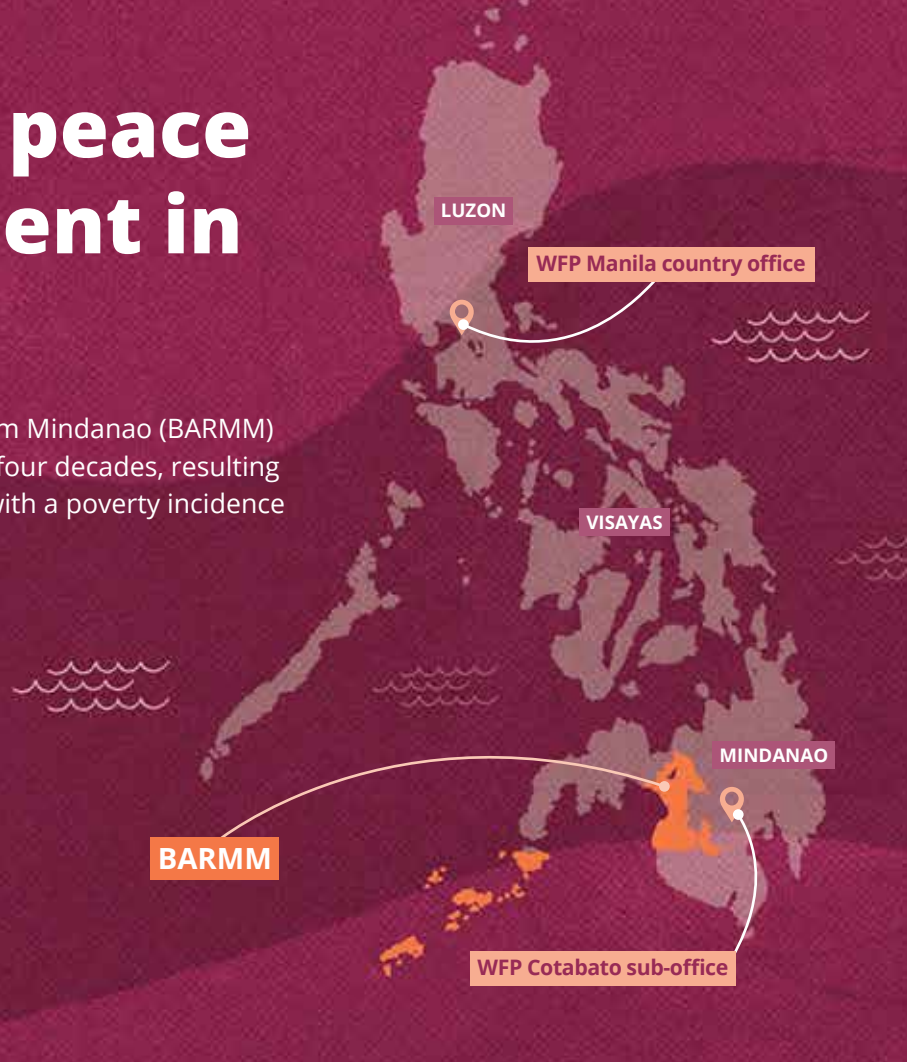 peace
ent in
LUZON
WFP Manila country office
m Mindanao (BARMM)
four decades, resulting
with a poverty incidence
VISAYAS
MINDANAO
BARMM
WFP Cotabato sub-office